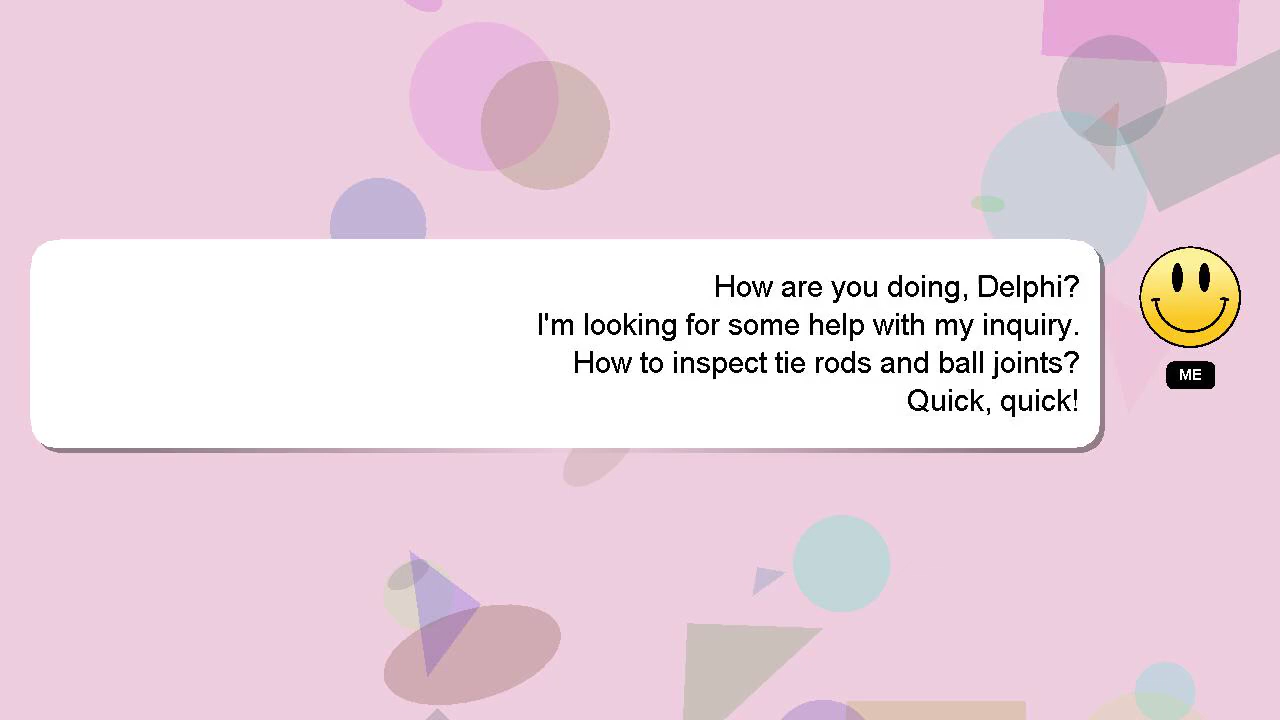 How are you doing, Delphi?
I'm looking for some help with my inquiry.
How to inspect tie rods and ball joints?
Quick, quick!
ME